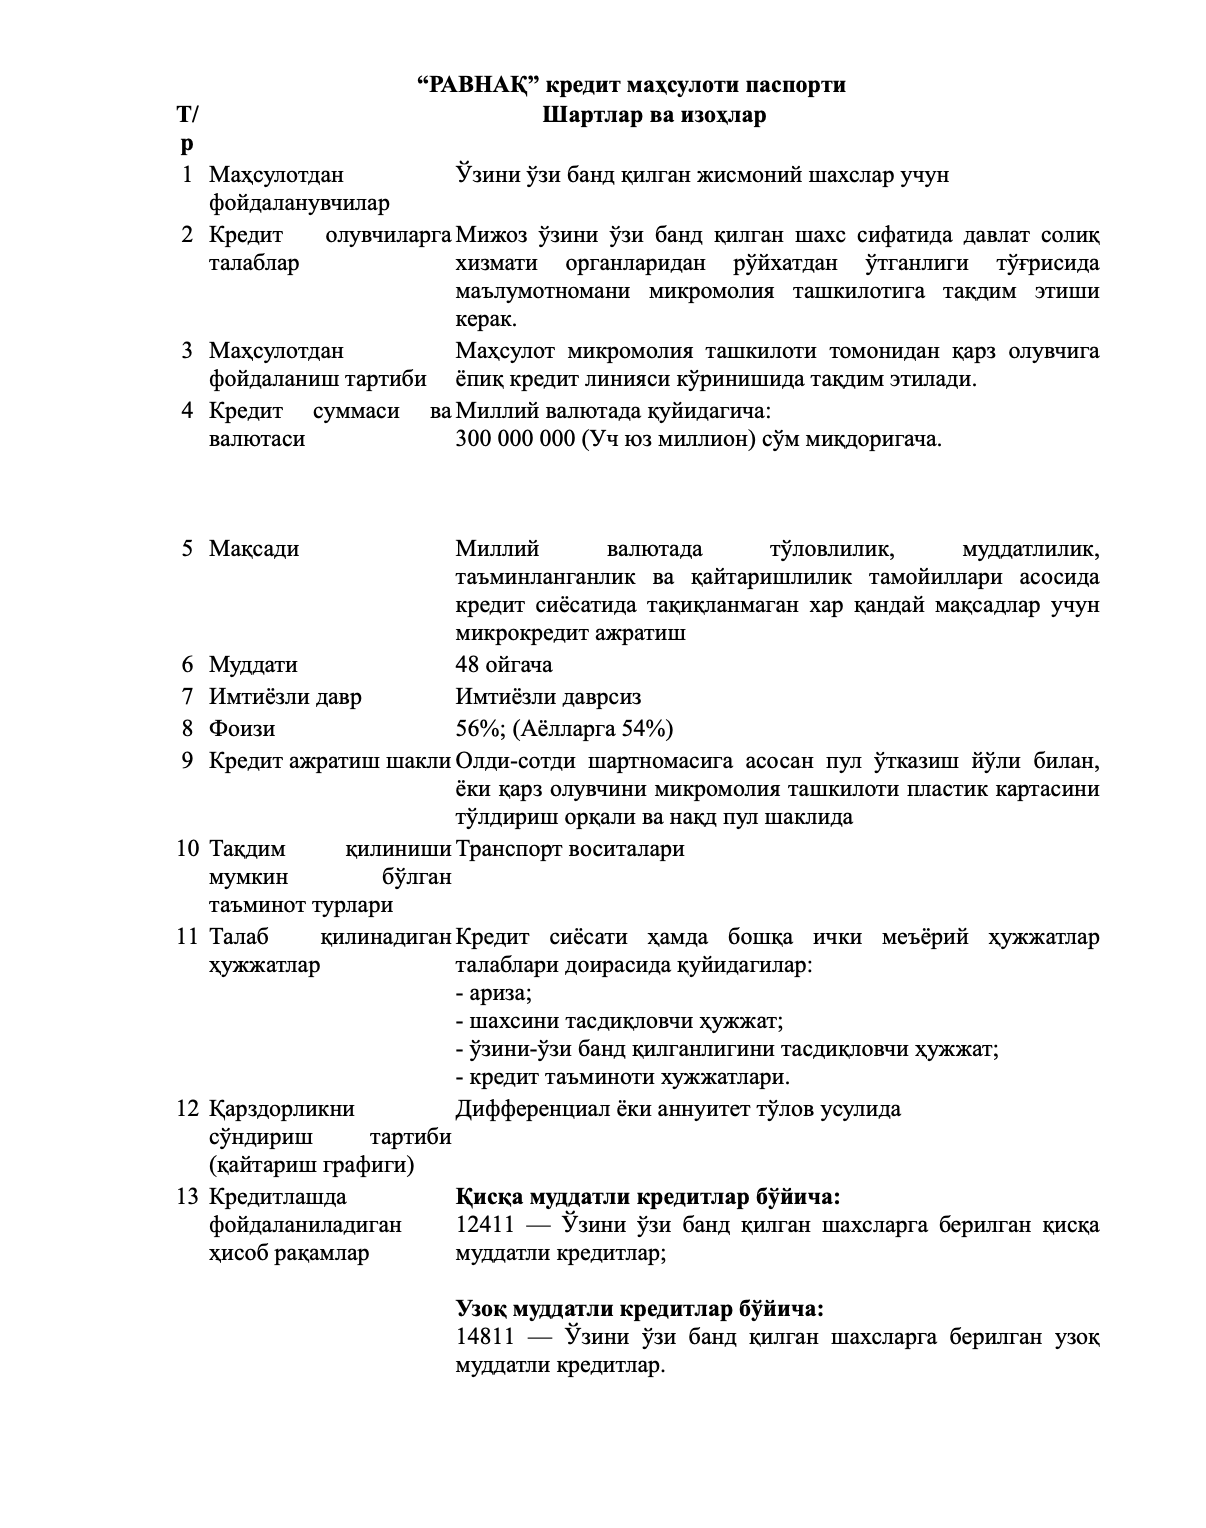 “РАВНАҚ” кредит маҳсулоти паспорти
Т/
р
Шартлар ва изоҳлар
1 Маҳсулотдан
фойдаланувчилар
Ўзини ўзи банд қилган жисмоний шахслар учун
2 Кредит олувчиларга
талаблар
Мижоз ўзини ўзи банд қилган шахс сифатида давлат солиқ
хизмати органларидан рўйхатдан ўтганлиги тўғрисида
маълумотномани микромолия ташкилотига тақдим этиши
керак.
3 Маҳсулотдан
фойдаланиш тартиби
Маҳсулот микромолия ташкилоти томонидан қарз олувчига
ёпиқ кредит линияси кўринишида тақдим этилади.
4 Кредит суммаси ва
валютаси
Миллий валютада қуйидагича:
300 000 000 (Уч юз миллион) сўм миқдоригача.
5 Мақсади
Миллий валютада тўловлилик, муддатлилик,
таъминланганлик ва қайтаришлилик тамойиллари асосида
кредит сиёсатида тақиқланмаган хар қандай мақсадлар учун
микрокредит ажратиш
6 Муддати
48 ойгача
7 Имтиёзли давр
Имтиёзли даврсиз
8 Фоизи
56%; (Аёлларга 54%)
9 Кредит ажратиш шакли
Олди-сотди шартномасига асосан пул ўтказиш йўли билан,
ёки қарз олувчини микромолия ташкилоти пластик картасини
тўлдириш орқали ва нақд пул шаклида
10 Тақдим қилиниши
мумкин бўлган
таъминот турлари
Транспорт воситалари
11 Талаб қилинадиган
ҳужжатлар
Кредит сиёсати ҳамда бошқа ички меъёрий ҳужжатлар
талаблари доирасида қуйидагилар:
- ариза;
- шахсини тасдиқловчи ҳужжат;
- ўзини-ўзи банд қилганлигини тасдиқловчи ҳужжат;
- кредит таъминоти хужжатлари.
12 Қарздорликни
сўндириш тартиби
(қайтариш графиги)
Дифференциал ёки аннуитет тўлов усулида
13 Кредитлашда
фойдаланиладиган
ҳисоб рақамлар
Қисқа муддатли кредитлар бўйича:
12411 — Ўзини ўзи банд қилган шахсларга берилган қисқа
муддатли кредитлар;
Узоқ муддатли кредитлар бўйича:
14811 — Ўзини ўзи банд қилган шахсларга берилган узоқ
муддатли кредитлар.